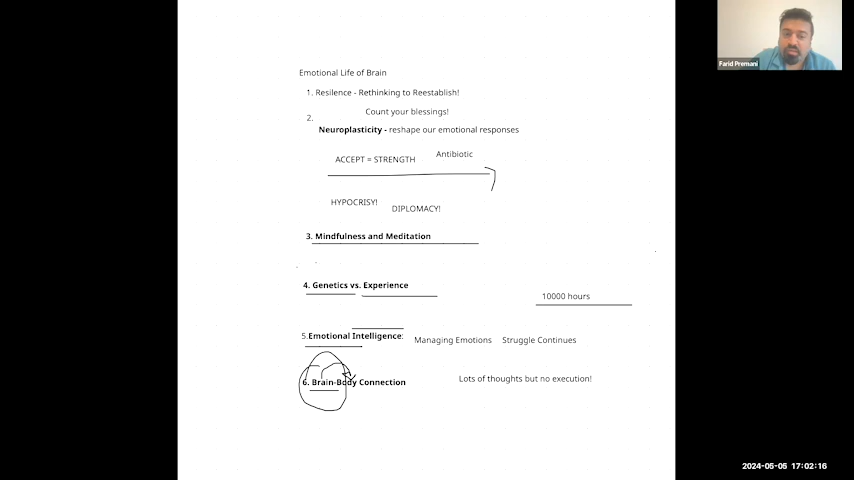 Farid Premani
Emotional Life of Brain
1. Resilence - Rethinking to Reestablish!
Count your blessings!
2.
Neuroplasticity - reshape our emotional responses
Antibiotic
ACCEPT = STRENGTH
HYPOCRISY!
DIPLOMACY!
3. Mindfulness and Meditation
4. Genetics vs. Experience
10000 hours
5.Emotional Intelligence: Managing Emotions Struggle Continues
6. Brain-Body Connection Lots of thoughts but no execution!
2024-05-05 17:02:16